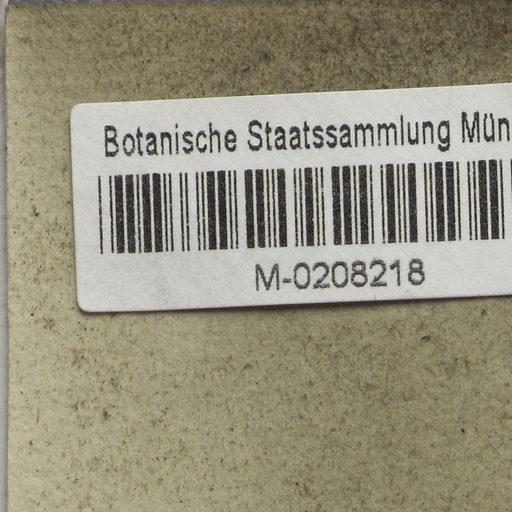 Botanische Staatssammlung Mün
M-0208218